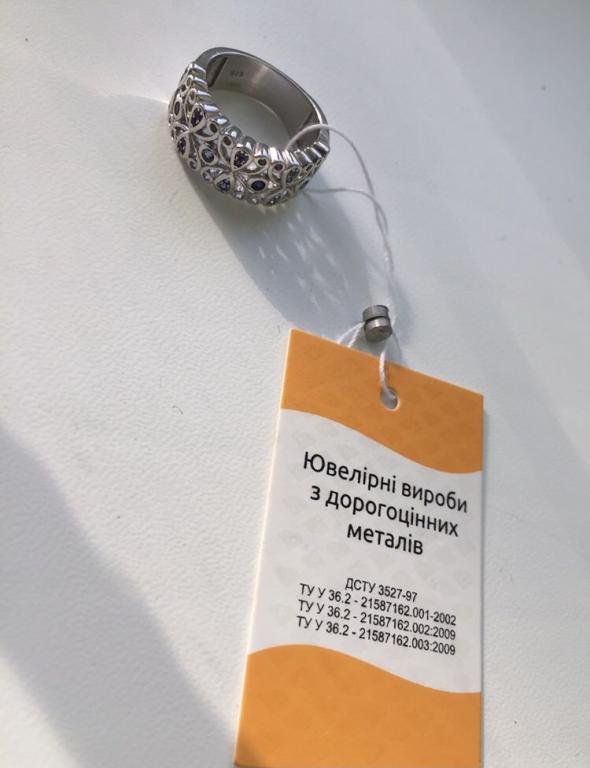 925
Ювелірні вироби
з дорогоцінних
металів
ДСТУ 3527-97
ТУ У 36.2 - 21587162.001-2002
ТУ У 36.2 - 21587162.002:2009
ТУ У 36.2 - 21587162.003:2009